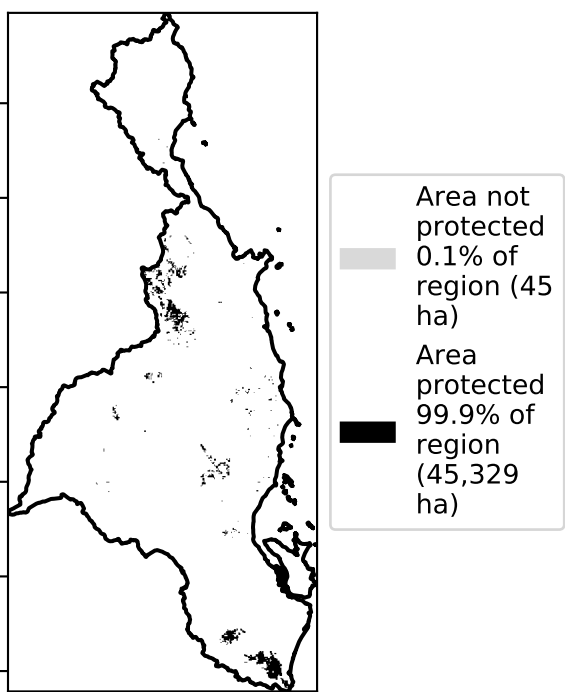 Area not
protected
0.1% of
region (45
ha)
Area
protected
99.9% of
region
(45,329
ha)